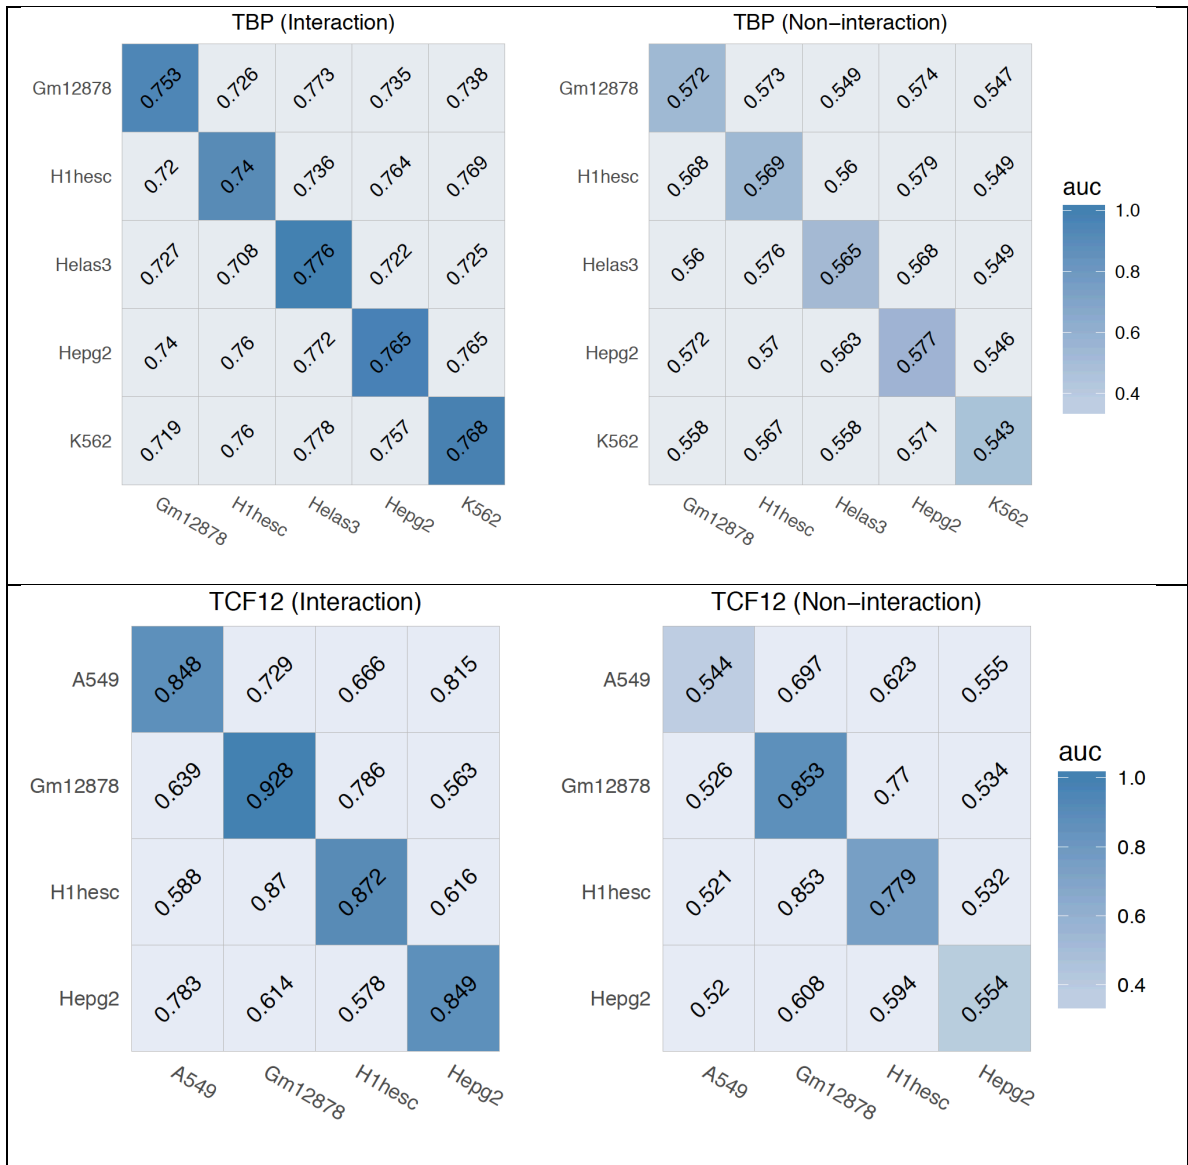 TBP (Interaction)
TBP (Non−interaction)
Gm12878 0.753 0.726 0.773 0.735 0.738
H1hesc 0.72 0.74 0.736 0.764 0.769
Helas3 0.727 0.708 0.776 0.722 0.725
Hepg2 0.74 0.76 0.772 0.765 0.765
K562 0.719 0.76 0.778 0.757 0.768
Gm12878 H1hesc Helas3 Hepg2 K562
Gm12878 0.572 0.573 0.549 0.574 0.547
H1hesc 0.568 0.569 0.56 0.579 0.549
Helas3 0.56 0.576 0.565 0.568 0.549
Hepg2 0.572 0.57 0.563 0.577 0.546
K562 0.558 0.567 0.558 0.571 0.543
Gm12878 H1hesc Helas3 Hepg2 K562
auc
1.0
0.8
0.6
0.4
TCF12 (Interaction)
TCF12 (Non−interaction)
A549 0.848 0.729 0.666 0.815
Gm12878 0.639 0.928 0.786 0.563
H1hesc 0.588 0.87 0.872 0.616
Hepg2 0.783 0.614 0.578 0.849
A549 Gm12878 H1hesc Hepg2
A549 0.544 0.697 0.623 0.555
Gm12878 0.526 0.853 0.77 0.534
H1hesc 0.521 0.853 0.779 0.532
Hepg2 0.52 0.608 0.594 0.554
A549 Gm12878 H1hesc Hepg2
auc
1.0
0.8
0.6
0.4